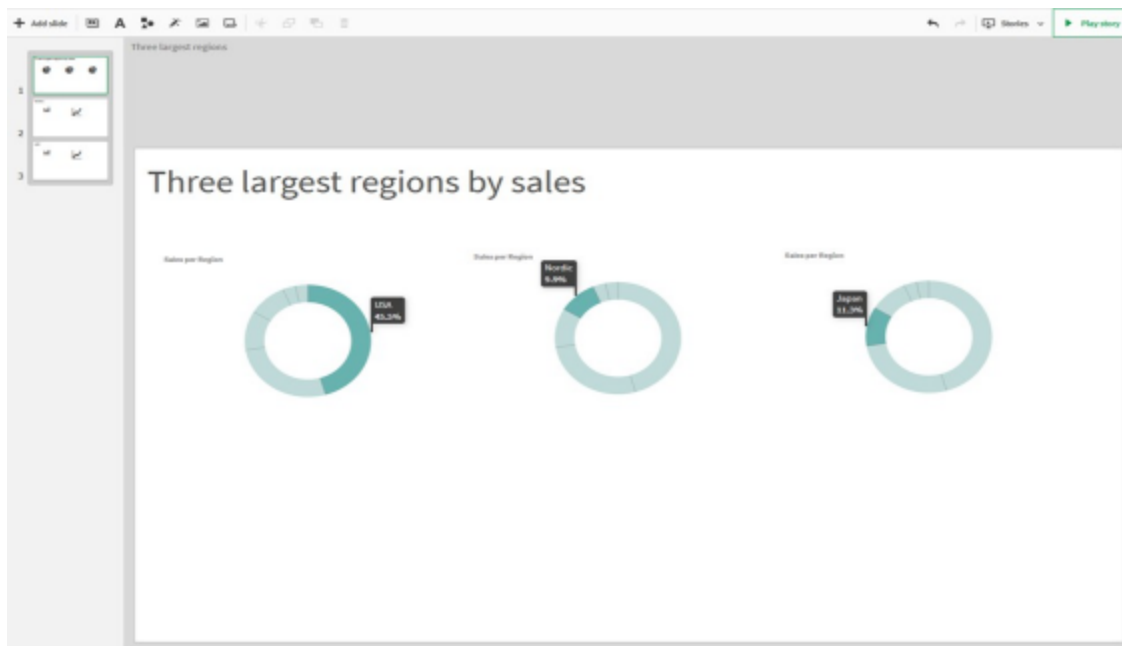 Add slide
Stories
Play story
Three largest regions
1
2
3
Three largest regions by sales
Sales per Region
Sales per Region
Sales per Region
Nordic
9.9%
USA
45.5%
Japan
11.3%